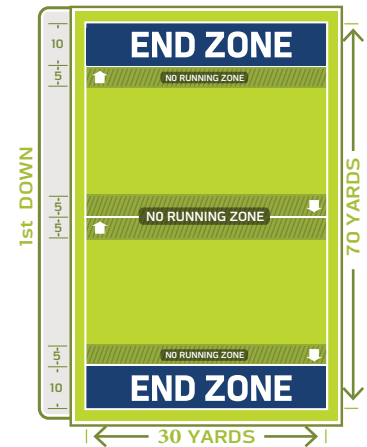 10
END ZONE
5
NO RUNNING ZONE
1st DOWN
5
NO RUNNING ZONE
5
70 YARDS
5
NO RUNNING ZONE
10
END ZONE
30 YARDS